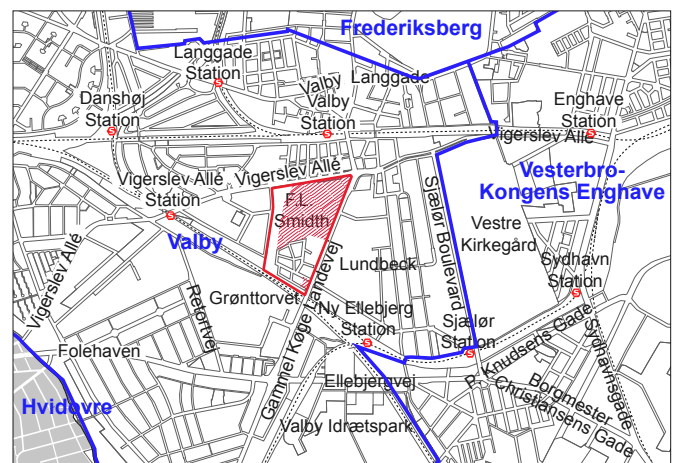 Frederiksberg
Langgade
Station
Valby
Langgade
Danshøj
Station
Valby
Station
Enghave
Station
Vigerslev Allé
Vigerslev Allé
Vigerslev Allé
Station
F.L.
Smidth
Vesterbro-
Kongens Enghave
Sjælør Boulevard
Vestre
Kirkegård
Valby
Lundbeck
Sydhavn
Station
Vigerslev Allé
Retortvej
Grønttorvet
Gammel Køge Landevej
Ny Ellebjerg
Station
Sjælør
Station
P. Knudsens Gade
Sydhavnsgade
Folehaven
Ellebjergvej
Borgmester
Christiansens Gade
Hvidovre
Valby Idrætspark